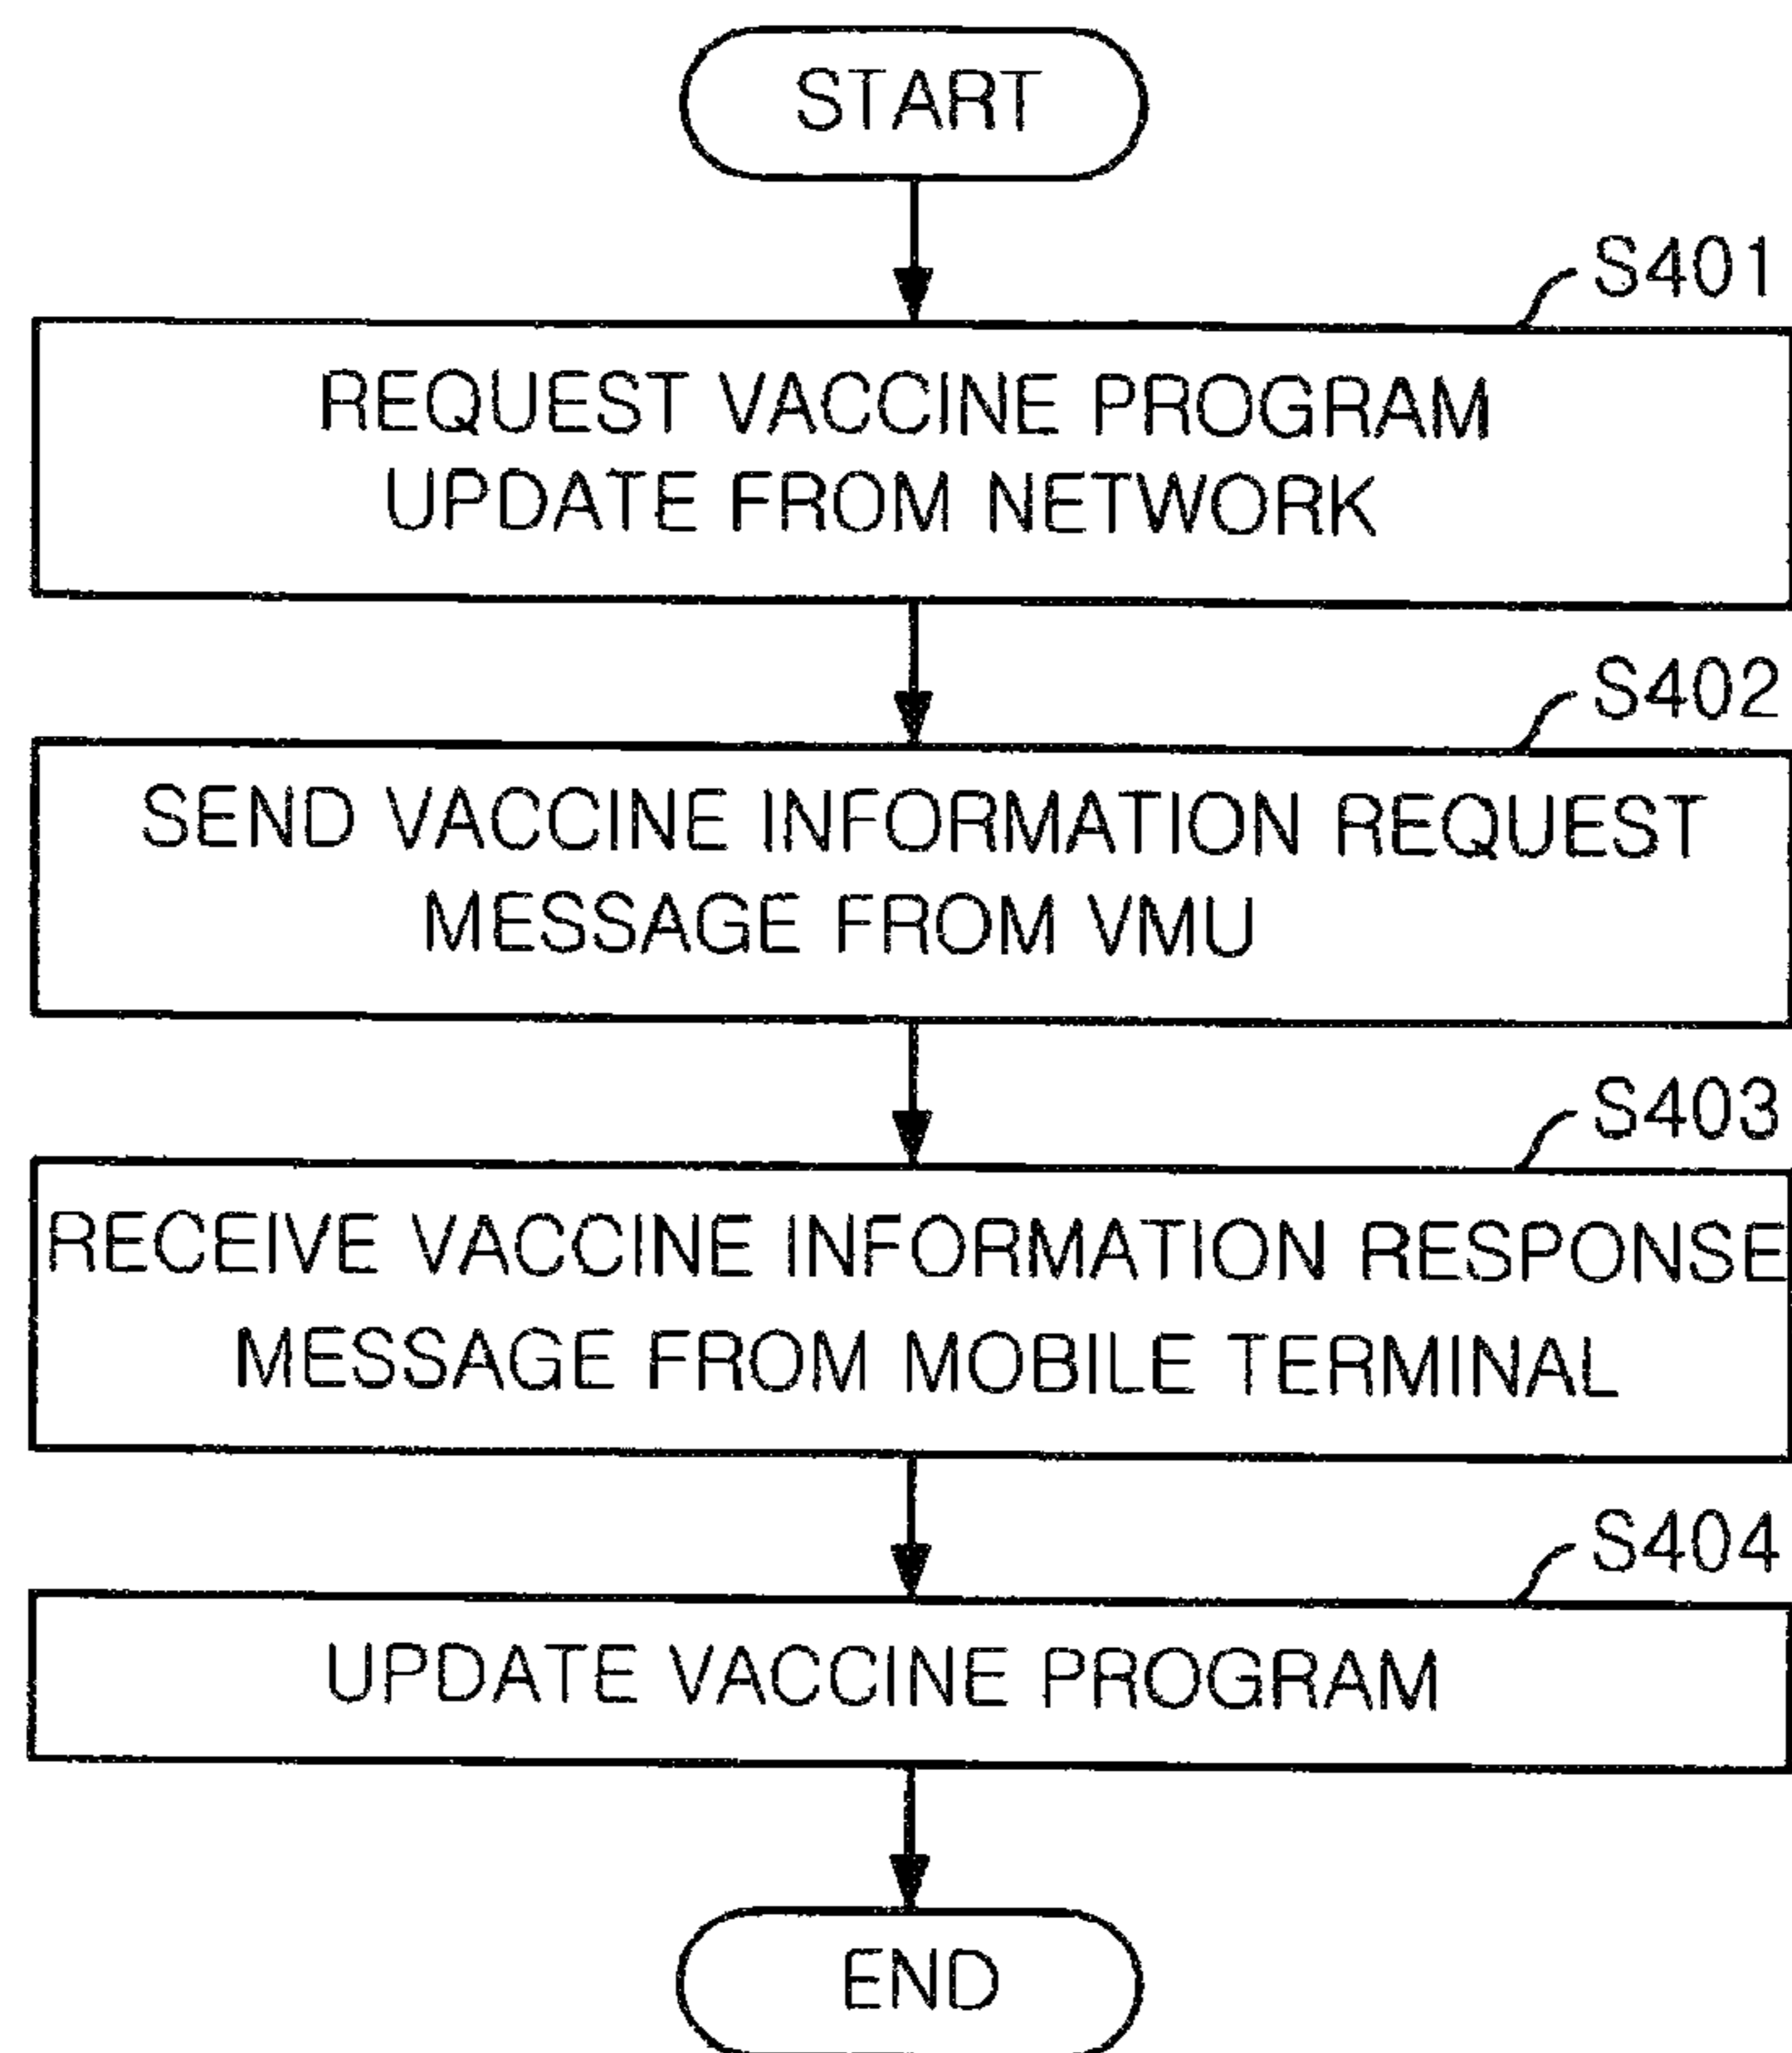 START
S401
REQUEST VACCINE PROGRAM
UPDATE FROM NETWORK
S402
SEND VACCINE INFORMATION REQUEST
MESSAGE FROM VMU
S403
RECEIVE VACCINE INFORMATION RESPONSE
MESSAGE FROM MOBILE TERMINAL
S404
UPDATE VACCINE PROGRAM
END